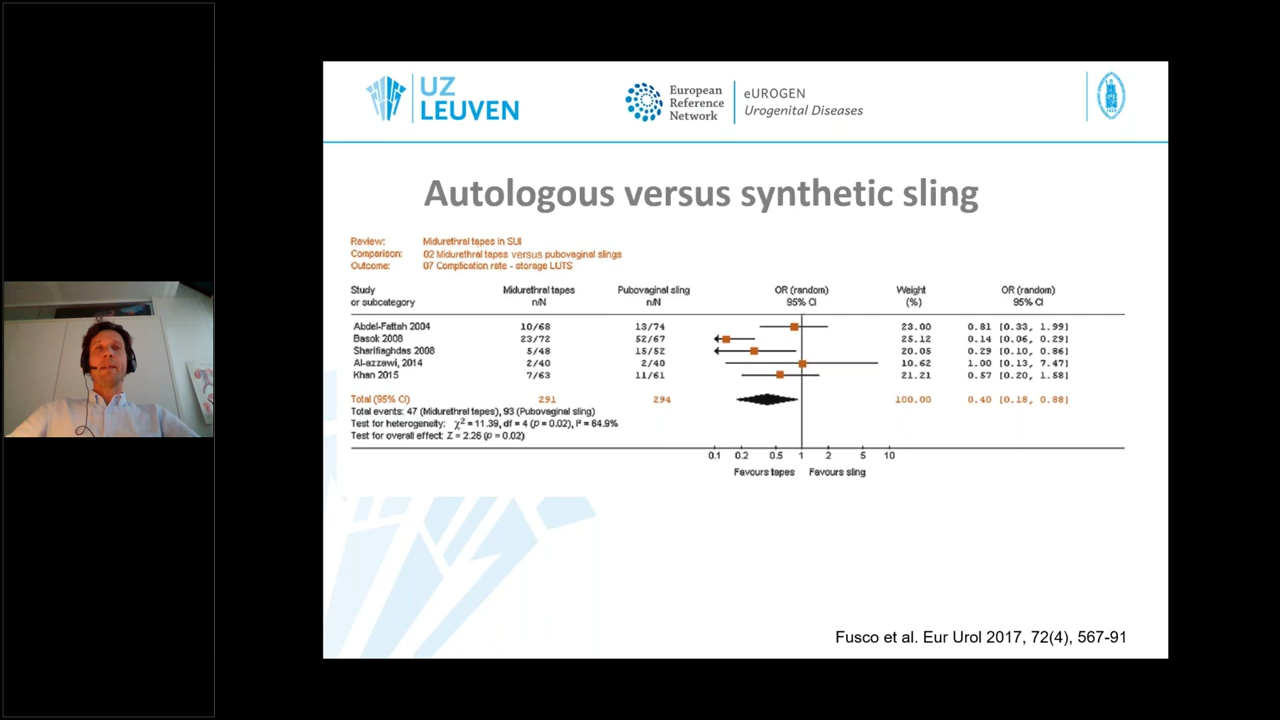 UZ
LEUVEN
European
Reference
Network
eUROGEN
Urogenital Diseases
Autologous versus synthetic sling
Review: Midurethral tapes in SUI
Comparison: 02 Midurethral tapes versus pubovaginal slings
Outcome: 07 Complication rate - storage LUTS
Study Midurethral tapes Pubovaginal sling OR (random) Weight OR (random)
or subcategory n/N n/N 95% CI (%) 95% CI
Abdel-Fattah 2004 10/68 13/74 23.00 0.81 [0.33, 1.99]
Basok 2008 23/72 52/67 25.12 0.14 [0.06, 0.29]
Sharifiaghdas 2008 5/48 15/52 20.05 0.29 [0.10, 0.86]
Al-azzawi, 2014 2/40 2/40 10.62 1.00 [0.13, 7.47]
Khan 2015 7/63 11/61 21.21 0.57 [0.20, 1.58]
Total (95% CI) 291 294 100.00 0.40 [0.18, 0.88]
Total events: 47 (Midurethral tapes), 93 (Pubovaginal sling)
Test for heterogeneity: χ² = 11.39, df = 4 (p = 0.02), I² = 64.9%
Test for overall effect: Z = 2.26 (p = 0.02)
0.1 0.2 0.5 1 2 5 10
Favours tapes Favours sling
Fusco et al. Eur Urol 2017, 72(4), 567-91